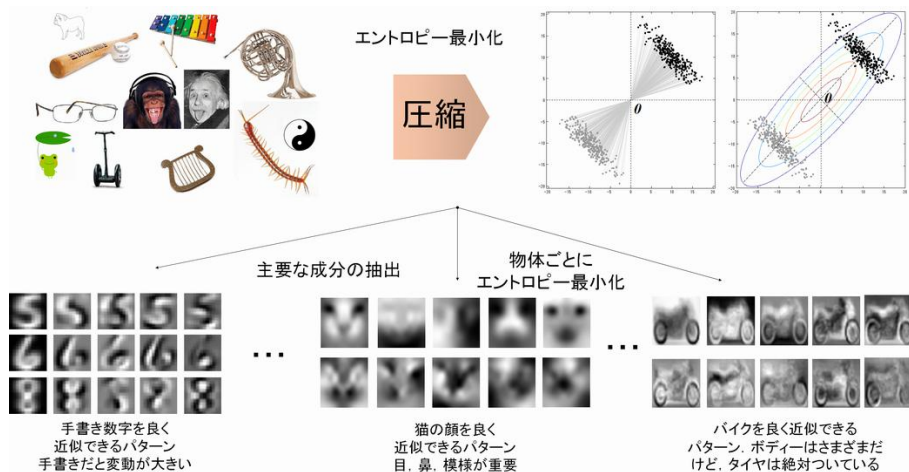 エントロピー最小化
圧縮
0
0
主要な成分の抽出
物体ごとに
エントロピー最小化
...
...
手書き数字を良く
近似できるパターン
手書きだと変動が大きい
猫の顔を良く
近似できるパターン
目，鼻，模様が重要
バイクを良く近似できる
パターン，ボディーはさまざまだ
けど，タイヤは絶対ついている